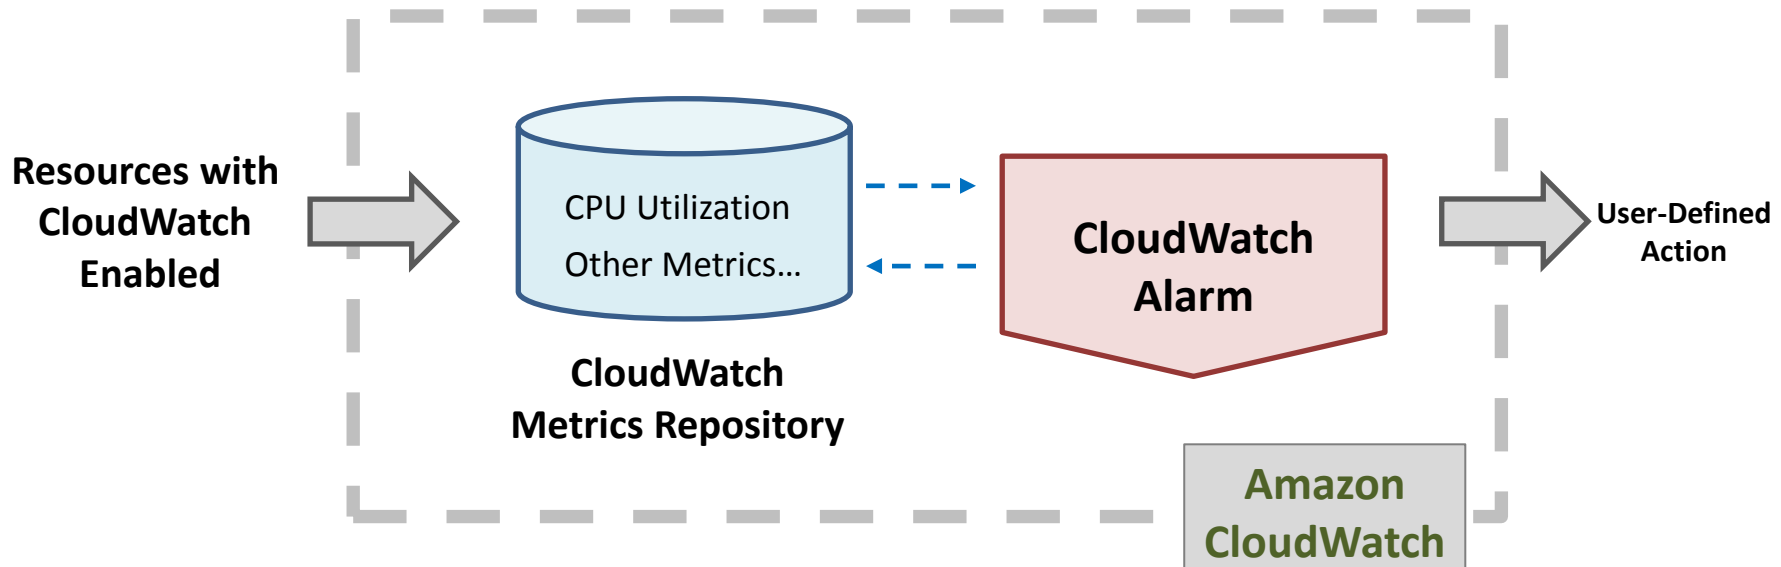 Resources with
CloudWatch
Enabled
CPU Utilization
Other Metrics…
CloudWatch
Metrics Repository
CloudWatch
Alarm
User-Defined
Action
Amazon
CloudWatch